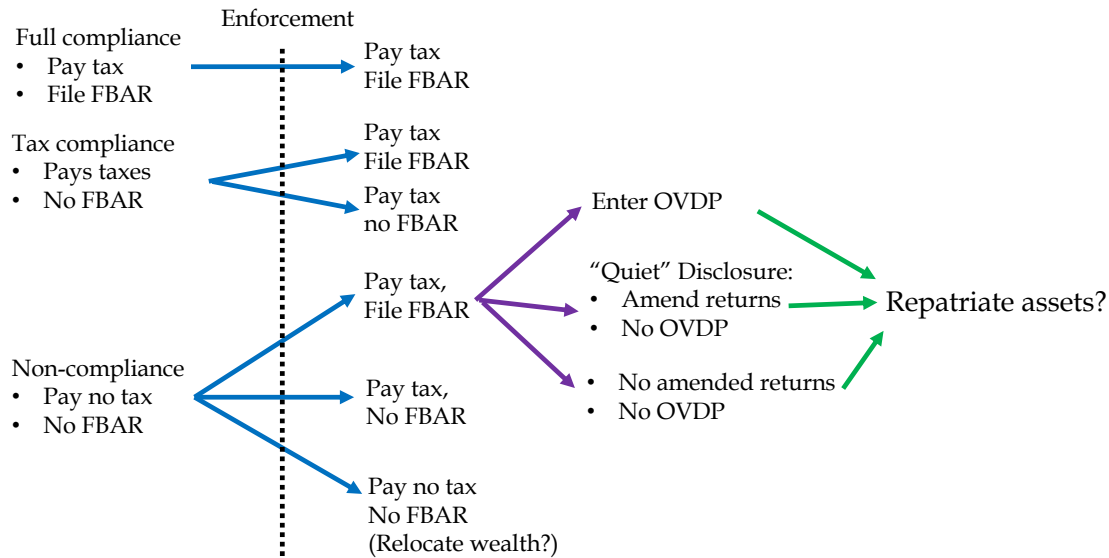 Enforcement
Full compliance
• Pay tax
• File FBAR
Pay tax
File FBAR
Tax compliance
• Pays taxes
• No FBAR
Pay tax
File FBAR
Pay tax
no FBAR
Non-compliance
• Pay no tax
• No FBAR
Pay tax,
File FBAR
Pay tax,
No FBAR
Pay no tax
No FBAR
(Relocate wealth?)
Enter OVDP
“Quiet” Disclosure:
• Amend returns
• No OVDP
• No amended returns
• No OVDP
Repatriate assets?